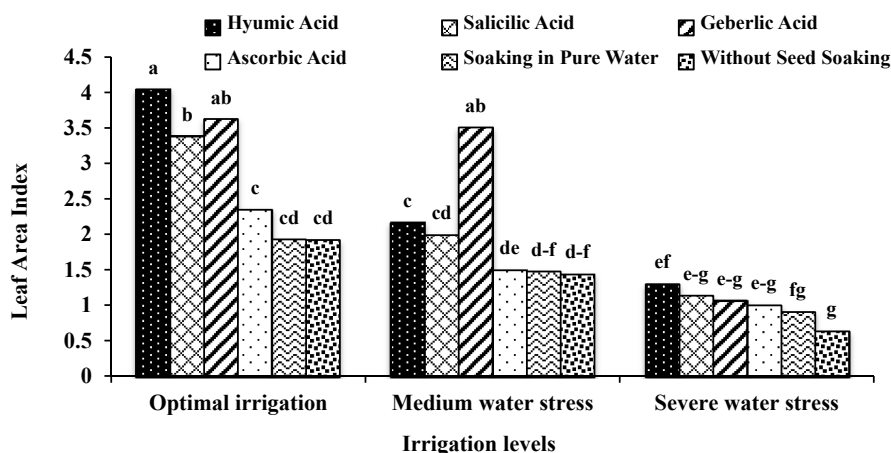 Hyumic Acid Salicilic Acid Geberlic Acid
Ascorbic Acid Soaking in Pure Water Without Seed Soaking
4.5
4
3.5
3
2.5
2
1.5
1
0.5
0
Leaf Area Index
a b ab c cd cd
c cd ab de d-f d-f
ef e-g e-g e-g fg g
Optimal irrigation Medium water stress Severe water stress
Irrigation levels